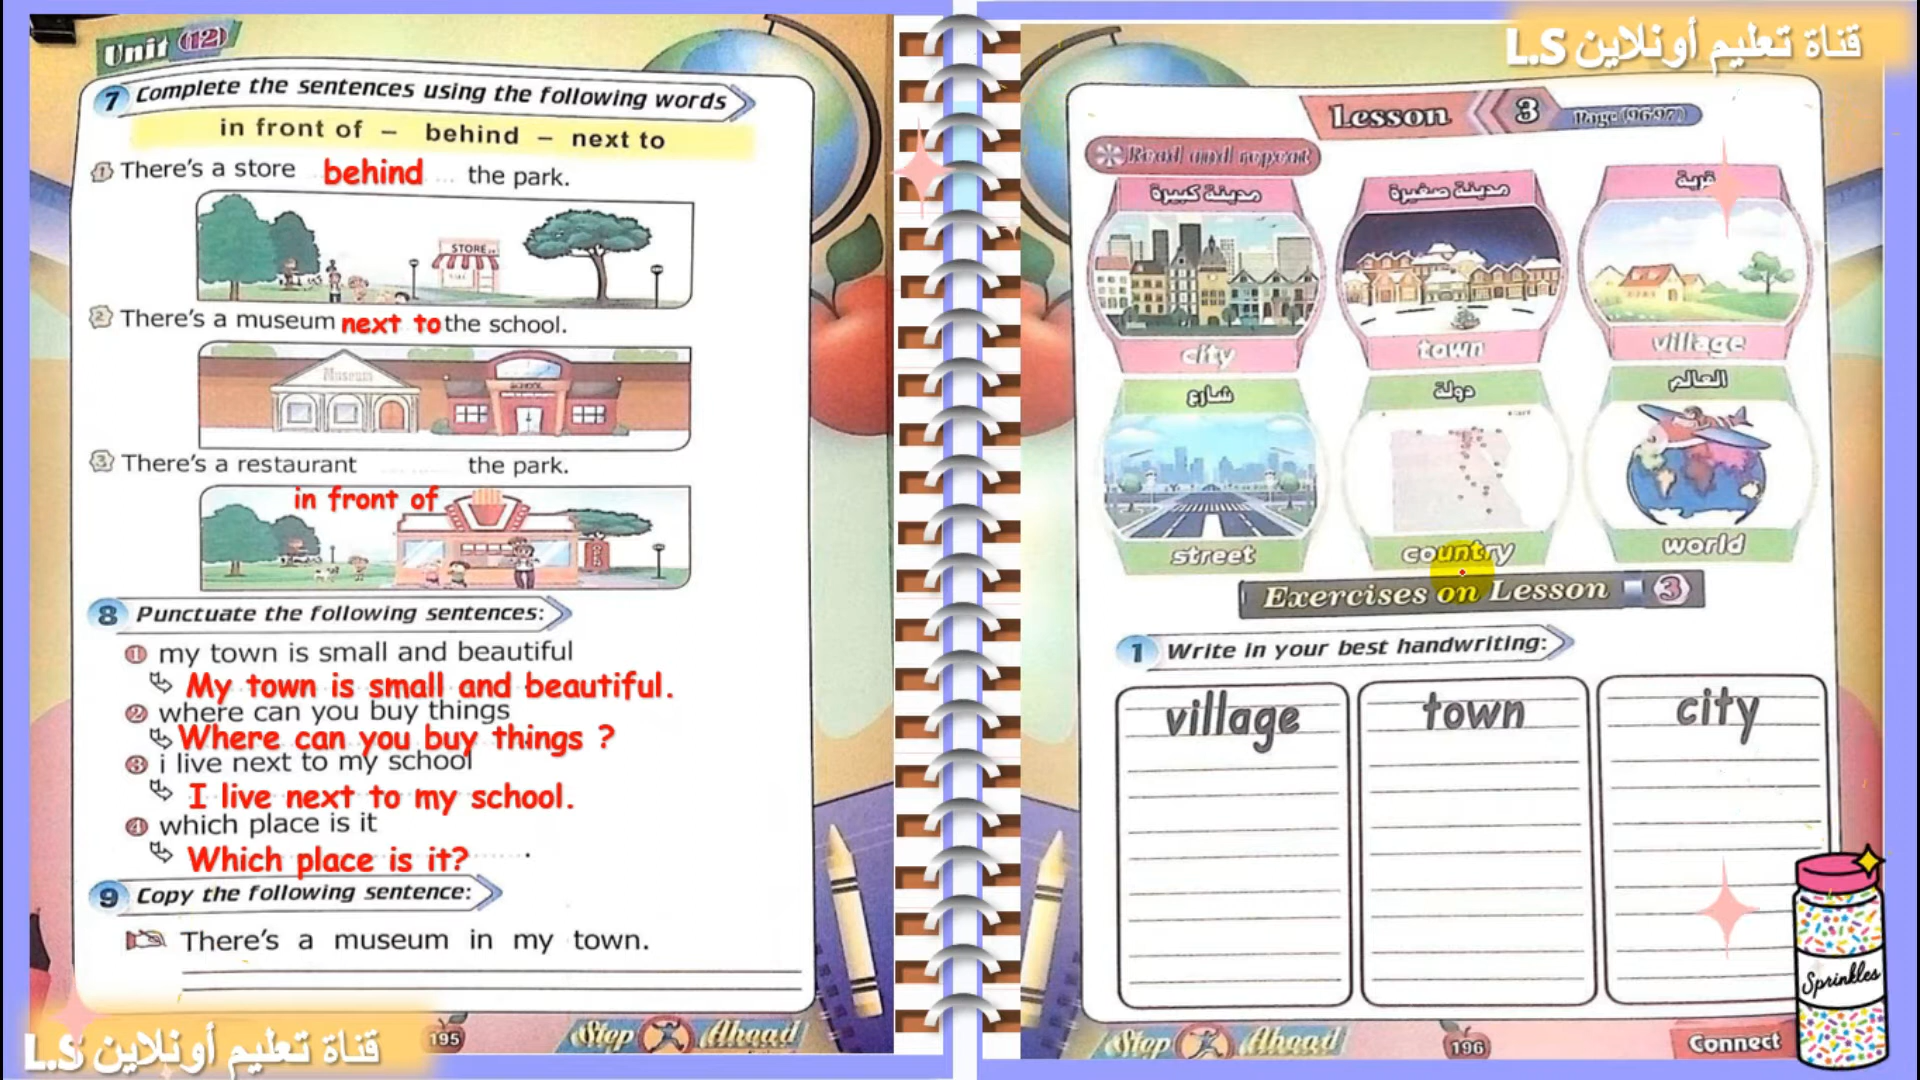 Unit (12)
7 Complete the sentences using the following words
in front of – behind – next to
1 There's a store behind ... the park.
STORE
2 There's a museum next to the school.
Museum
SCHOOL
3 There's a restaurant the park.
in front of
8 Punctuate the following sentences:
1 my town is small and beautiful
My town is small and beautiful.
2 where can you buy things
Where can you buy things ?
3 i live next to my school
I live next to my school.
4 which place is it
Which place is it?
9 Copy the following sentence:
There's a museum in my town.
195 Step Ahead
قناة تعليم أونلاين L.S
قناة تعليم أونلاين L.S
Lesson 3 Page (96-97)
Read and repeat
مدينة كبيرة مدينة صغيرة قرية
city town village
شارع دولة العالم
street country world
Exercises on Lesson 3
1 Write in your best handwriting:
village town city
Sprinkles
Step Ahead 196 Connect